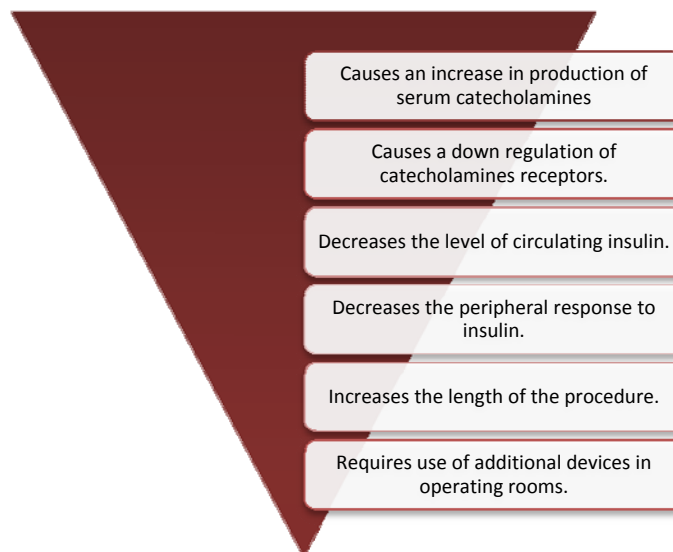 Causes an increase in production of
serum catecholamines
Causes a down regulation of
catecholamines receptors.
Decreases the level of circulating insulin.
Decreases the peripheral response to
insulin.
Increases the length of the procedure.
Requires use of additional devices in
operating rooms.